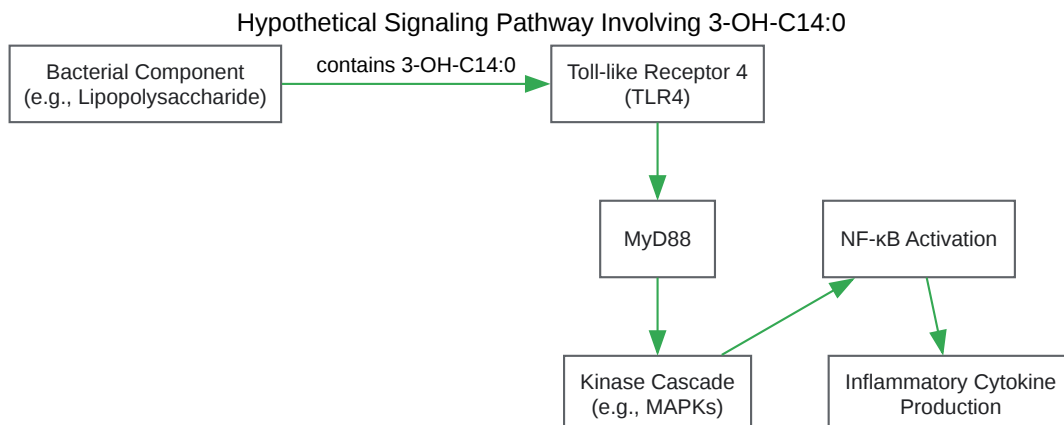 Hypothetical Signaling Pathway Involving 3-OH-C14:0
Bacterial Component
(e.g., Lipopolysaccharide)
contains 3-OH-C14:0
Toll-like Receptor 4
(TLR4)
MyD88
NF-κB Activation
Kinase Cascade
(e.g., MAPKs)
Inflammatory Cytokine
Production